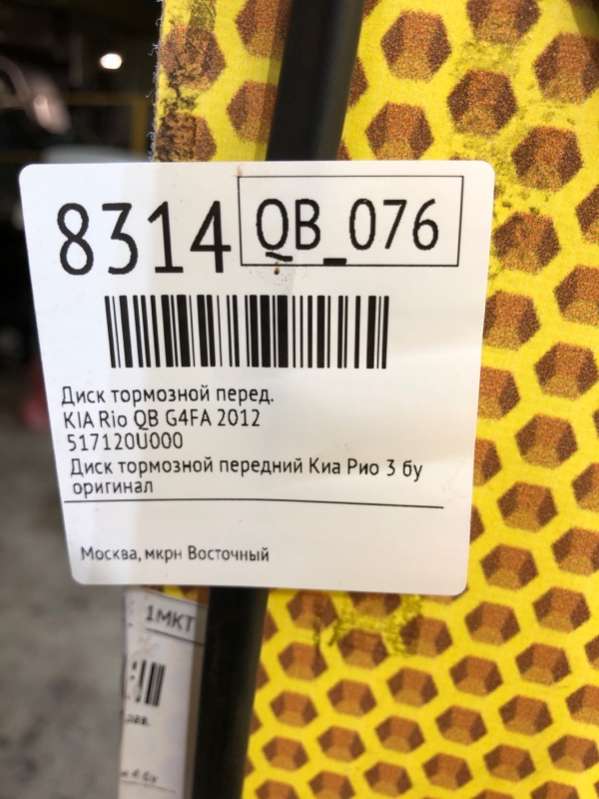 8314 QB_076
Диск тормозной перед.
KIA Rio QB G4FA 2012
517120U000
Диск тормозной передний Киа Рио 3 бу
оригинал
Москва, мкрн Восточный
1МКТ